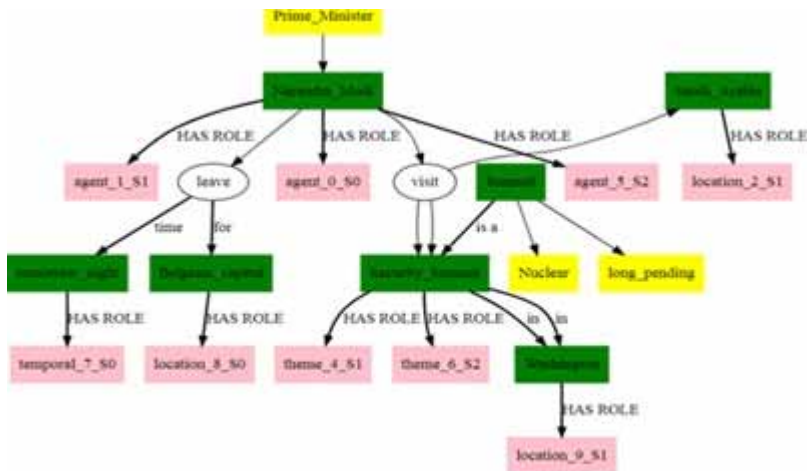 Prime_Minister
Narendra_Modi
Saudi_Arabia
HAS ROLE
HAS ROLE
HAS ROLE
HAS ROLE
agent_1_S1
leave
agent_0_S0
visit
summit
agent_5_S2
location_2_S1
time
for
is a
Belgian_capital
Security_Summit
Nuclear
long_pending
HAS ROLE
HAS ROLE
HAS ROLE
HAS ROLE
in
in
temporal_7_S0
location_8_S0
theme_4_S1
theme_6_S2
Washington
HAS ROLE
location_9_S1